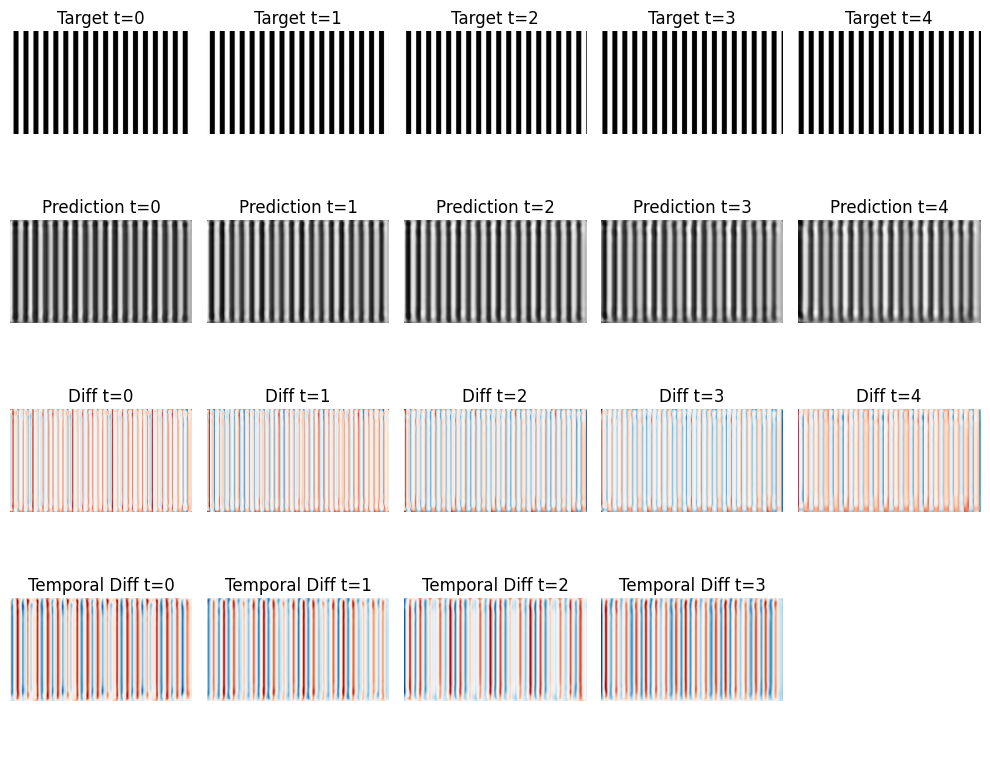 Target t=0 Target t=1 Target t=2 Target t=3 Target t=4
Prediction t=0 Prediction t=1 Prediction t=2 Prediction t=3 Prediction t=4
Diff t=0 Diff t=1 Diff t=2 Diff t=3 Diff t=4
Temporal Diff t=0 Temporal Diff t=1 Temporal Diff t=2 Temporal Diff t=3